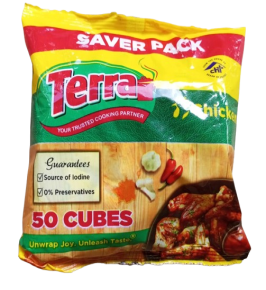 SAVER PACK
Terra
YOUR TRUSTED COOKING PARTNER
Chicken
Guarantees
Source of Iodine
0% Preservatives
50 CUBES
Unwrap Joy, Unleash Taste